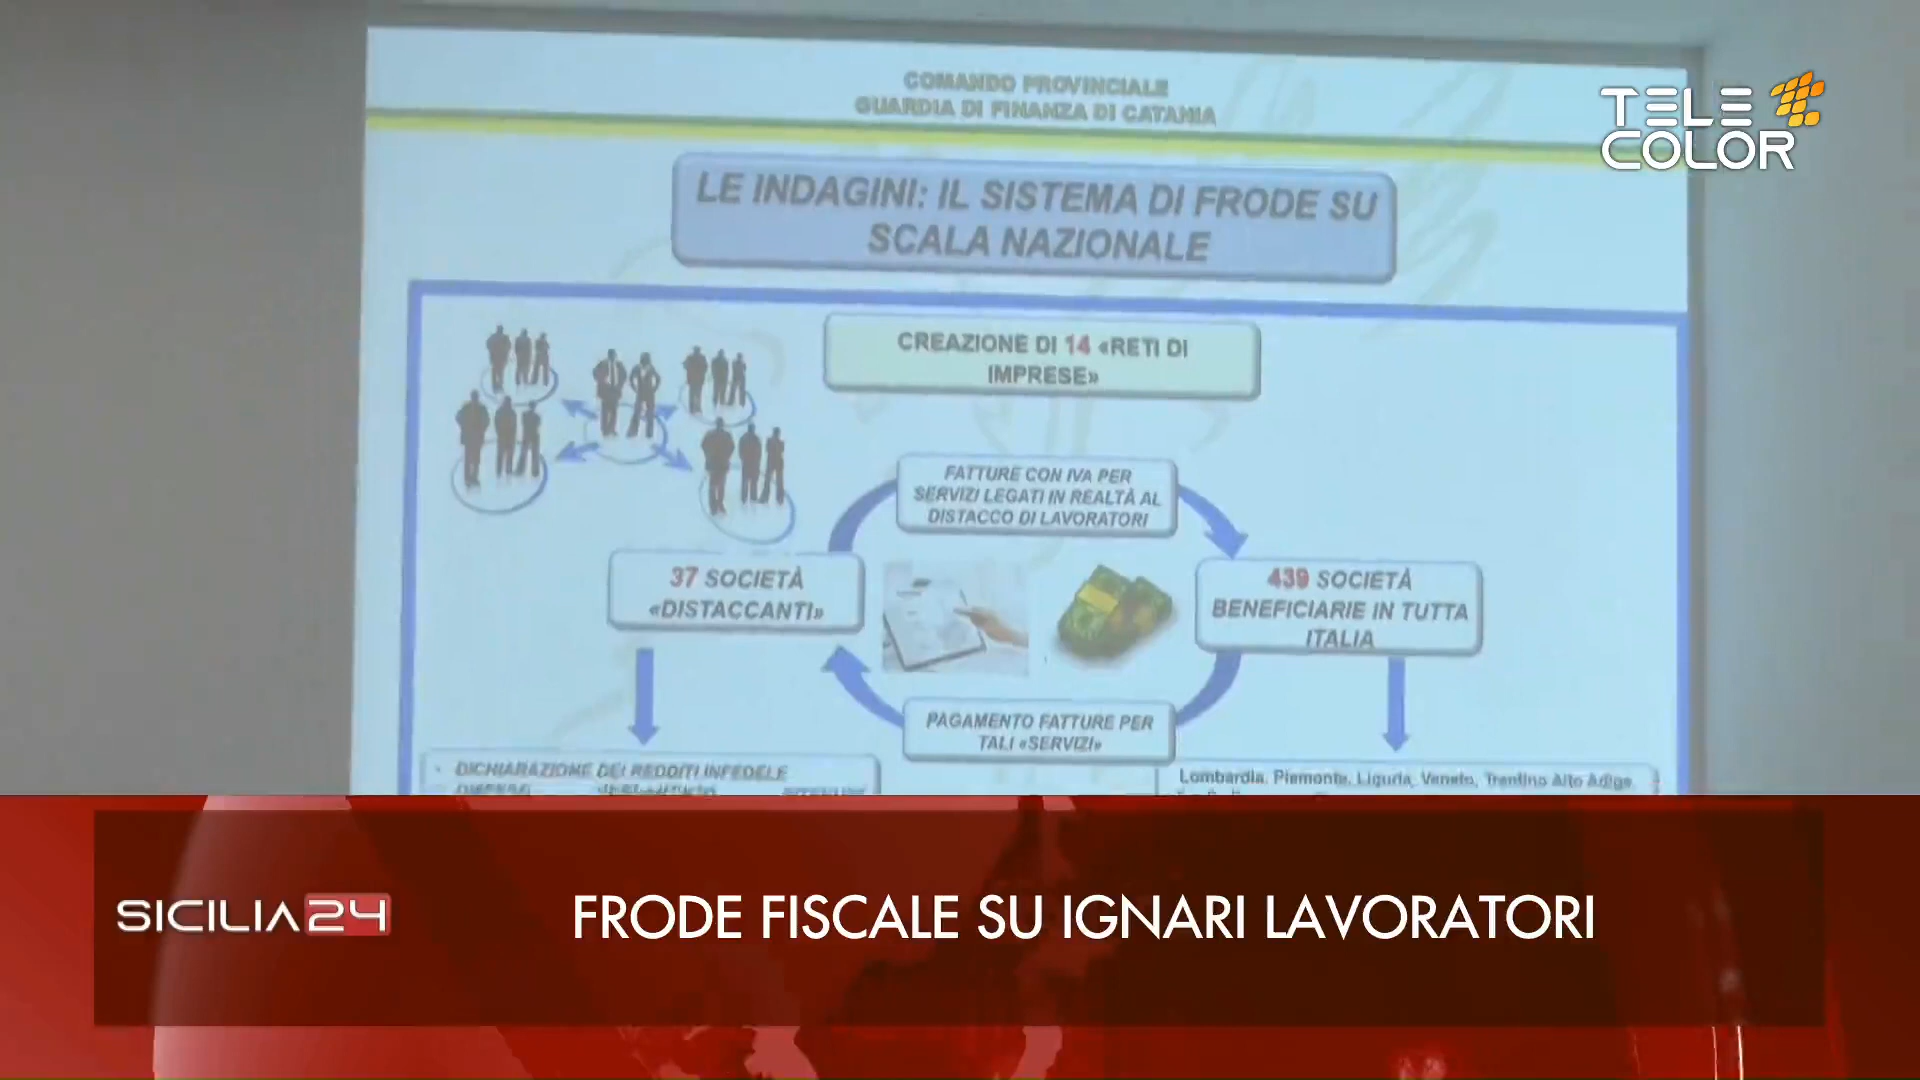 COMANDO PROVINCIALE
GUARDIA DI FINANZA DI CATANIA
TELE
COLOR
LE INDAGINI: IL SISTEMA DI FRODE SU
SCALA NAZIONALE
CREAZIONE DI 14 «RETI DI
IMPRESE»
FATTURE CON IVA PER
SERVIZI LEGATI IN REALTÀ AL
DISTACCO DI LAVORATORI
37 SOCIETÀ
«DISTACCANTI»
439 SOCIETÀ
BENEFICIARIE IN TUTTA
ITALIA
PAGAMENTO FATTURE PER
TALI «SERVIZI»
• DICHIARAZIONE DEI REDDITI INFEDELE
Lombardia, Piemonte, Liguria, Veneto, Trentino Alto Adige,
SICILIA24
FRODE FISCALE SU IGNARI LAVORATORI